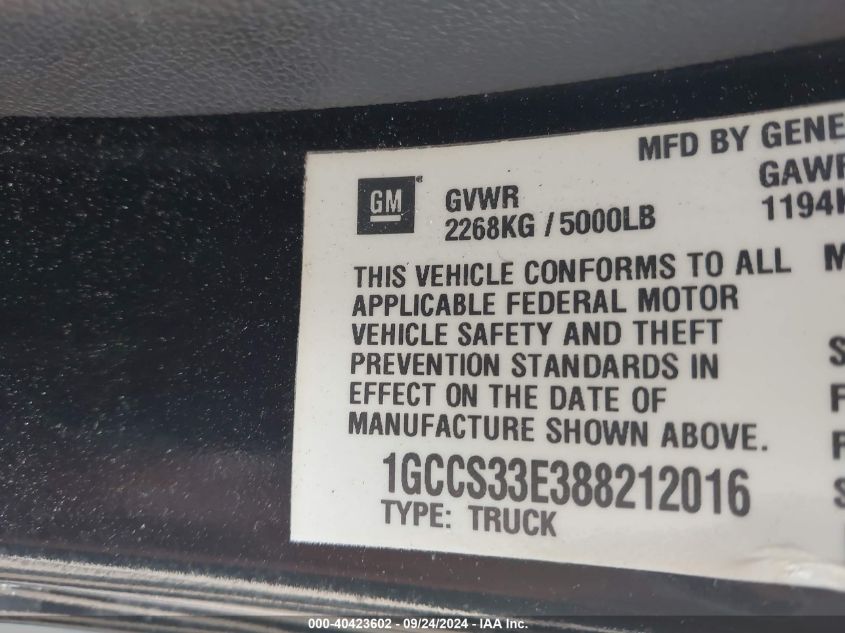 MFD BY GENE
GM®
GVWR
GAWR
2268KG / 5000LB
1194K
THIS VEHICLE CONFORMS TO ALL
M
APPLICABLE FEDERAL MOTOR
VEHICLE SAFETY AND THEFT
S
PREVENTION STANDARDS IN
F
EFFECT ON THE DATE OF
MANUFACTURE SHOWN ABOVE.
1GCCS33E388212016
S
TYPE: TRUCK
000-40423602 - 09/24/2024 - IAA Inc.